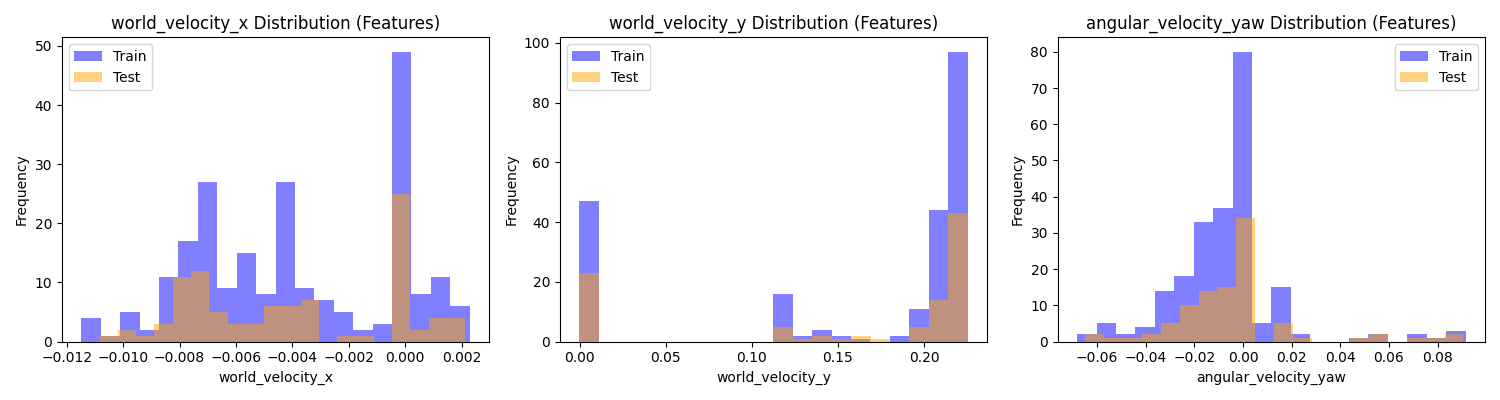 world_velocity_x Distribution (Features)
50
40
30
20
10
0
Frequency
Train
Test
−0.012
−0.010
−0.008
−0.006
−0.004
−0.002
0.000
0.002
world_velocity_x
world_velocity_y Distribution (Features)
100
80
60
40
20
0
Frequency
Train
Test
0.00
0.05
0.10
0.15
0.20
world_velocity_y
angular_velocity_yaw Distribution (Features)
80
70
60
50
40
30
20
10
0
Frequency
Train
Test
−0.06
−0.04
−0.02
0.00
0.02
0.04
0.06
0.08
angular_velocity_yaw